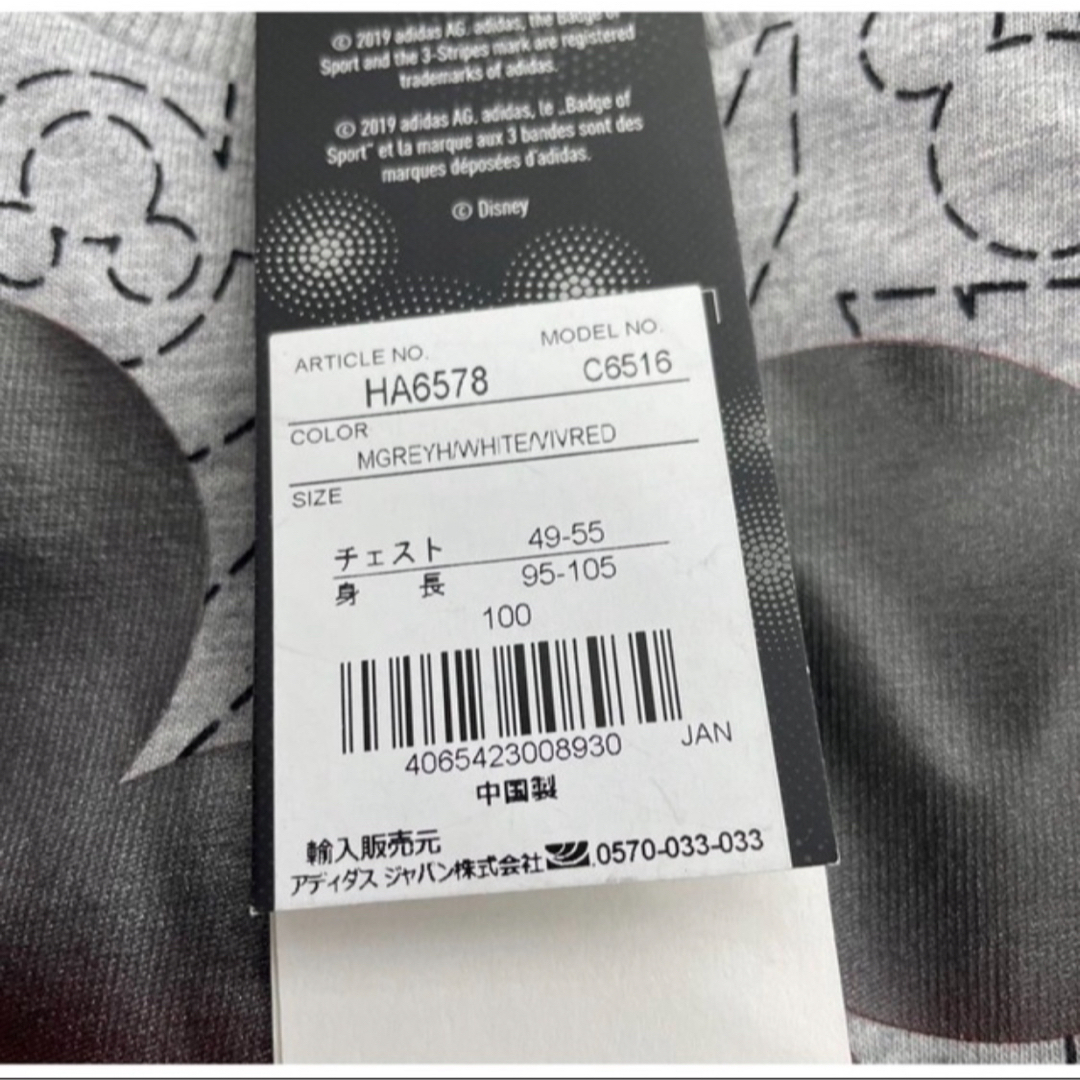 © 2019 adidas AG. adidas, the Badge of
Sport and the 3-Stripes mark are registered
trademarks of adidas.
© 2019 adidas AG. adidas, le „Badge of
Sport" et la marque aux 3 bandes sont des
marques déposées d'adidas.
© Disney
ARTICLE NO. MODEL NO.
HA6578 C6516
COLOR
MGREYH/WHITE/VIVRED
SIZE
チェスト 49-55
身長 95-105
100
4065423008930 JAN
中国製
輸入販売元
アディダス ジャパン株式会社 0570-033-033